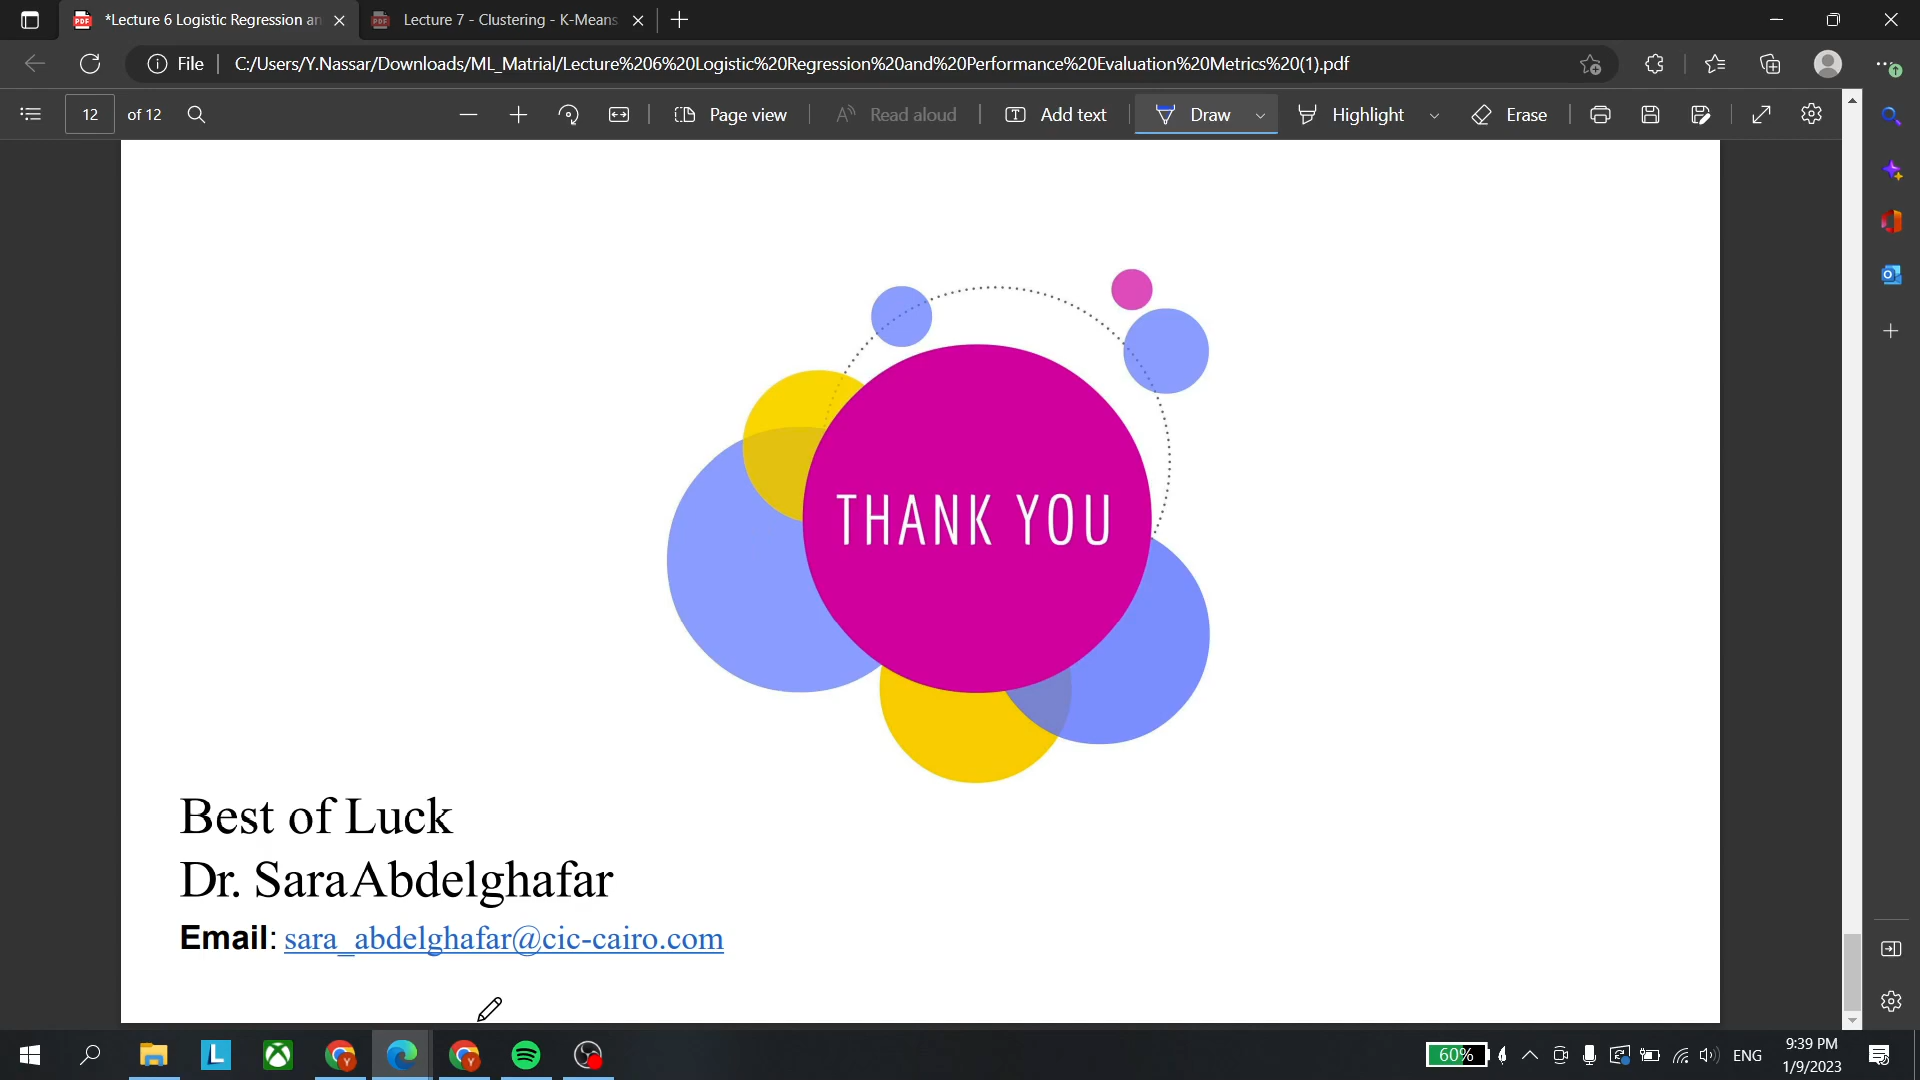 *Lecture 6 Logistic Regression an
Lecture 7 - Clustering - K-Means
File
C:/Users/Y.Nassar/Downloads/ML_Matrial/Lecture%206%20Logistic%20Regression%20and%20Performance%20Evaluation%20Metrics%20(1).pdf
12 of 12
Page view
Read aloud
Add text
Draw
Highlight
Erase
THANK YOU
Best of Luck
Dr. Sara Abdelghafar
Email: sara_abdelghafar@cic-cairo.com
60%
ENG
9:39 PM
1/9/2023